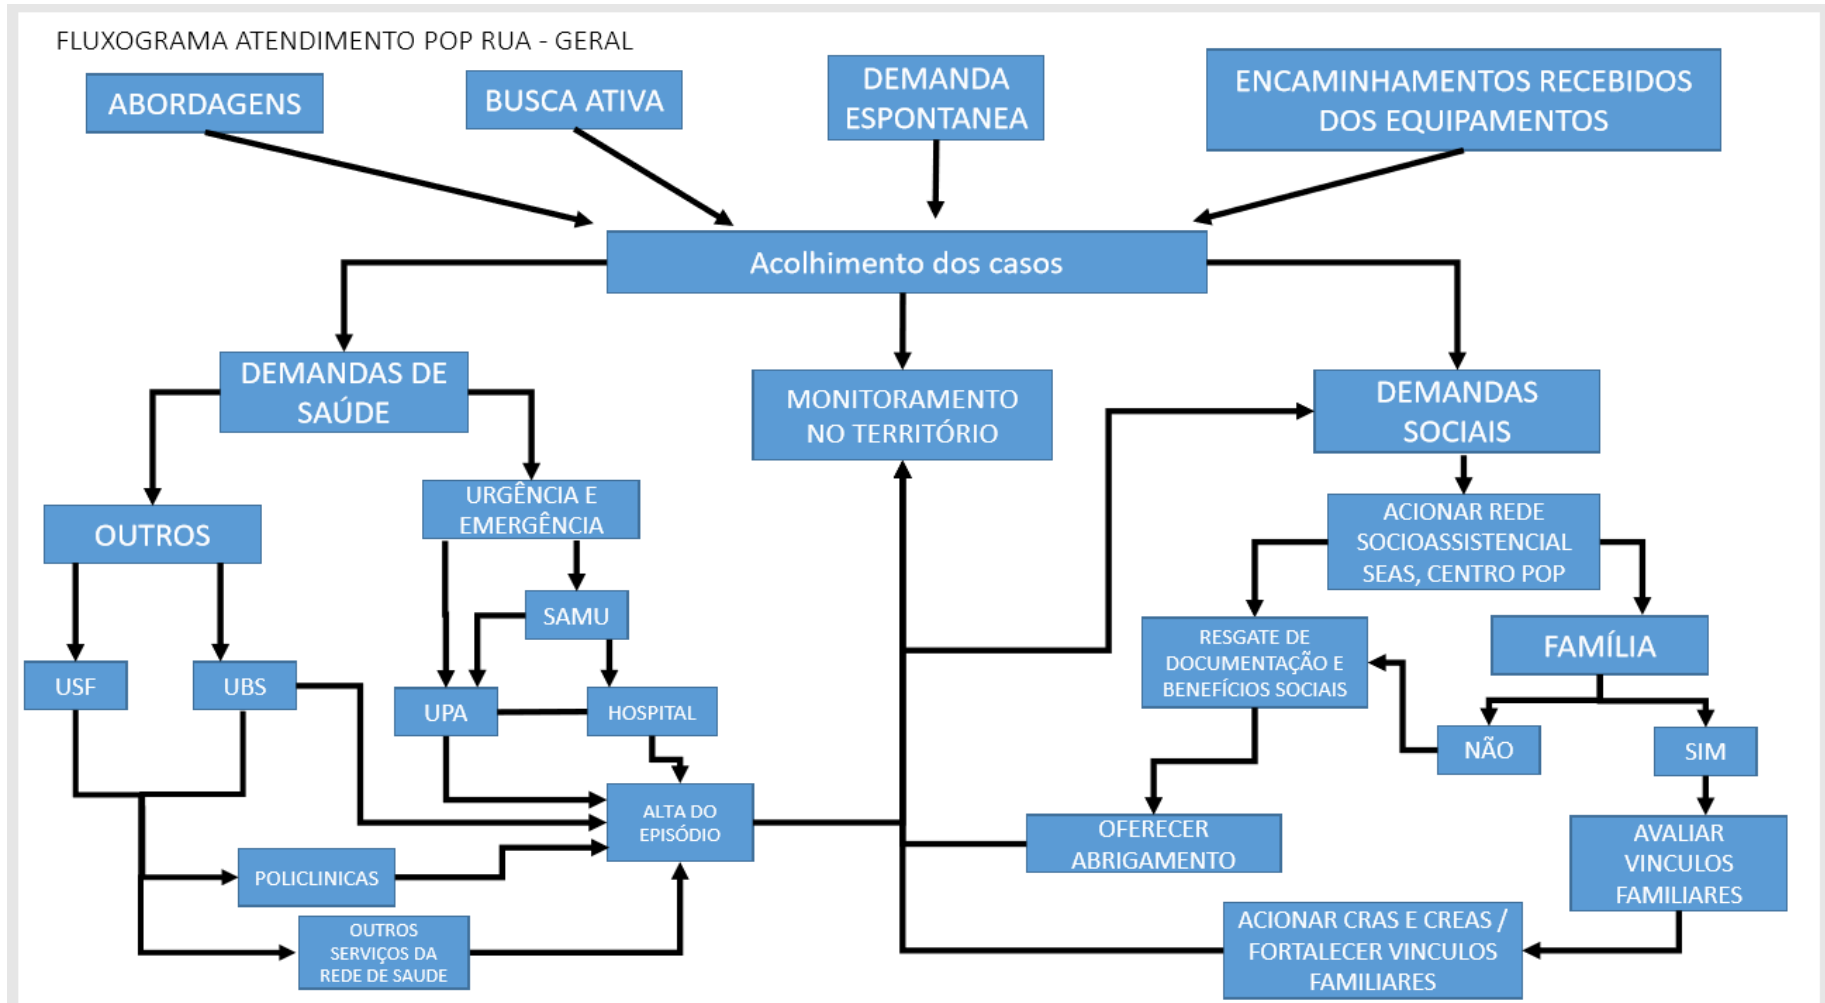 FLUXOGRAMA ATENDIMENTO POP RUA - GERAL
ABORDAGENS
BUSCA ATIVA
DEMANDA
ESPONTANEA
ENCAMINHAMENTOS RECEBIDOS
DOS EQUIPAMENTOS
Acolhimento dos casos
DEMANDAS DE
SAÚDE
MONITORAMENTO
NO TERRITÓRIO
DEMANDAS
SOCIAIS
OUTROS
URGÊNCIA E
EMERGÊNCIA
ACIONAR REDE
SOCIOASSISTENCIAL
SEAS, CENTRO POP
SAMU
RESGATE DE
DOCUMENTAÇÃO E
BENEFÍCIOS SOCIAIS
FAMÍLIA
USF
UBS
UPA
HOSPITAL
NÃO
SIM
ALTA DO
EPISÓDIO
OFERECER
ABRIGAMENTO
AVALIAR
VINCULOS
FAMILIARES
POLICLINICAS
OUTROS
SERVIÇOS DA
REDE DE SAUDE
ACIONAR CRAS E CREAS /
FORTALECER VINCULOS
FAMILIARES